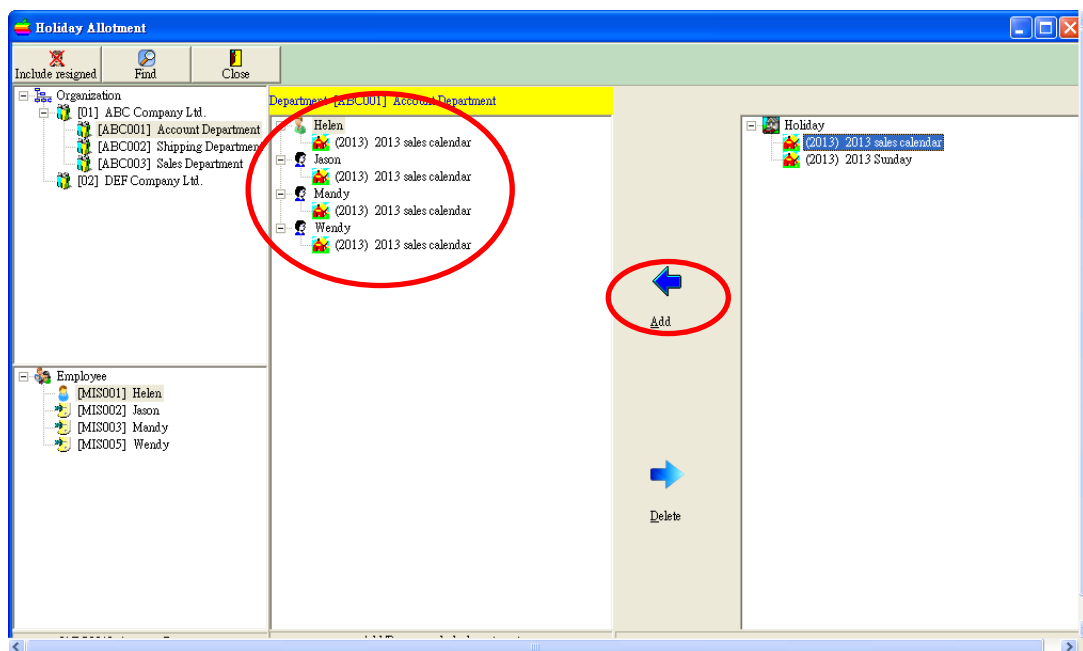 Holiday Allotment
Include resigned
Find
Close
Organization
[01] ABC Company Ltd.
[ABC001] Account Department
[ABC002] Shipping Department
[ABC003] Sales Department
[02] DEF Company Ltd.
Employee
[MIS001] Helen
[MIS002] Jason
[MIS003] Mandy
[MIS005] Wendy
Department [ABC001] Account Department
Helen
(2013) 2013 sales calendar
Jason
(2013) 2013 sales calendar
Mandy
(2013) 2013 sales calendar
Wendy
(2013) 2013 sales calendar
Add
Delete
Holiday
(2013) 2013 sales calendar
(2013) 2013 Sunday